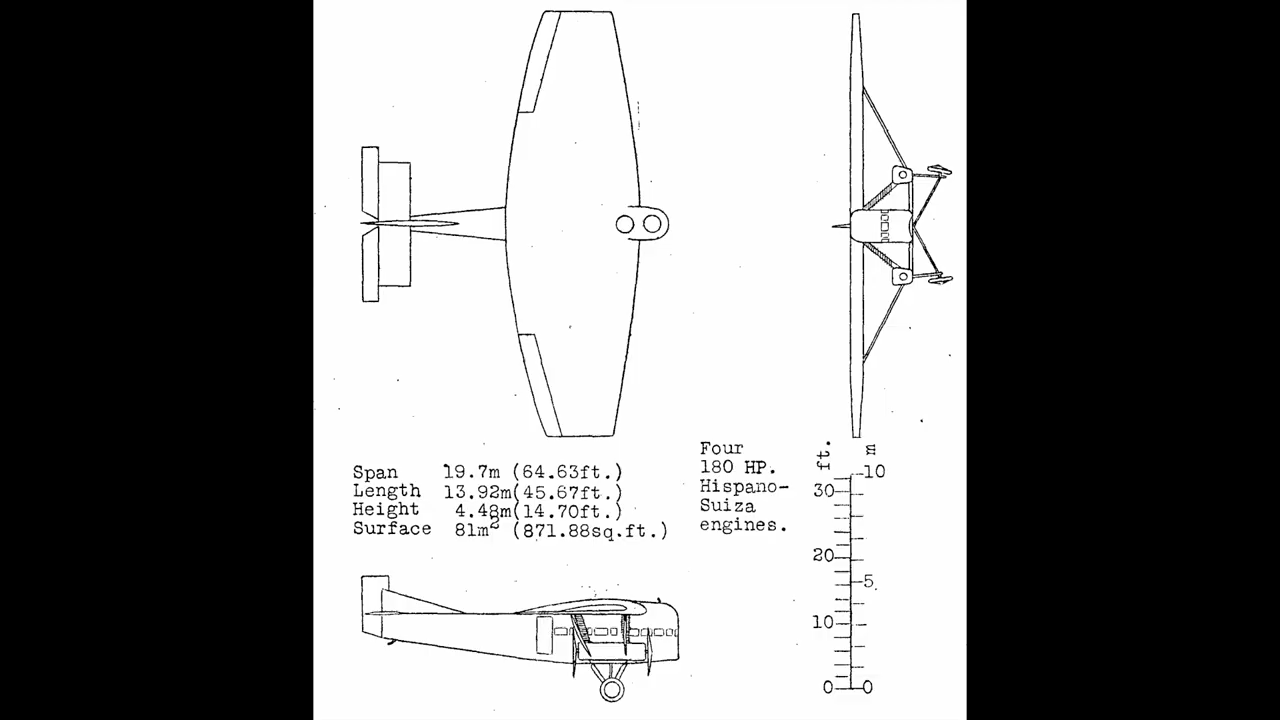 Span 19.7m (64.63ft.)
Length 13.92m(45.67ft.)
Height 4.48m(14.70ft.)
Surface 81m² (871.88sq.ft.)
Four
180 HP.
Hispano-
Suiza
engines.
ft. m
10
30
20
5
10
0 0